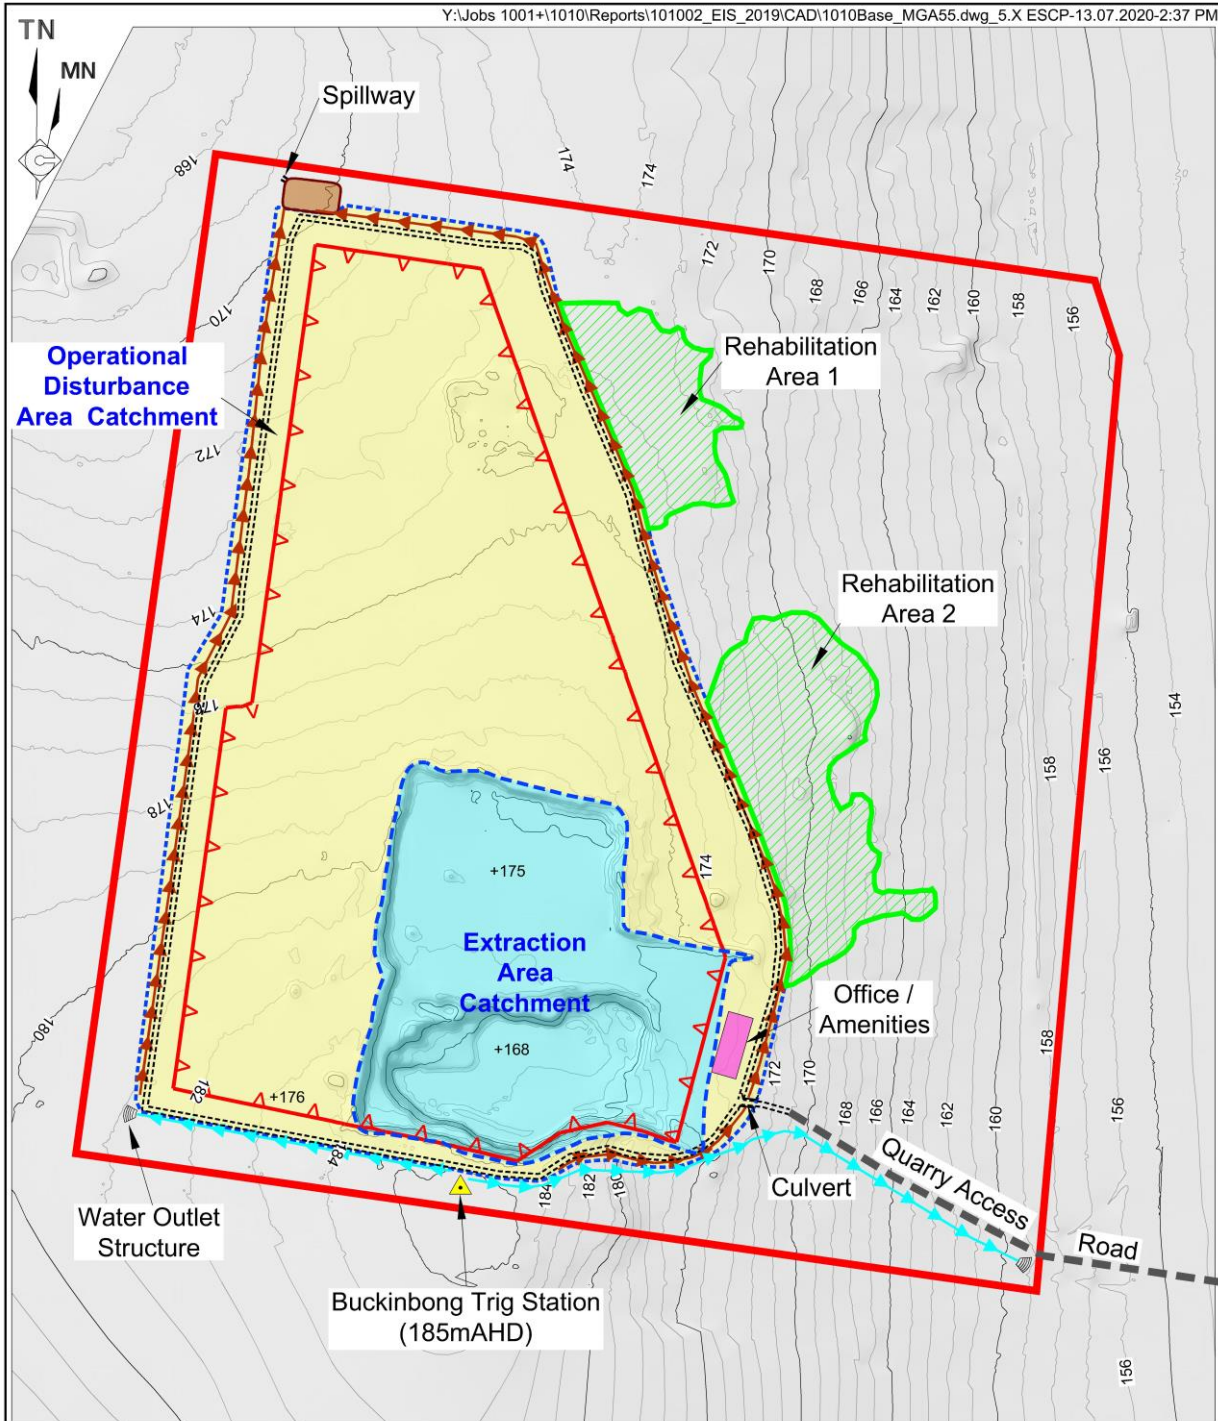 Y:\Jobs 1001+\1010\Reports\101002_EIS_2019\CAD\1010Base_MGA55.dwg_5.X ESCP-13.07.2020-2:37 PM
TN
MN
Spillway
168
174
174
172
170
168
166
164
162
160
158
156
170
Operational
Disturbance
Area Catchment
Rehabilitation
Area 1
172
Rehabilitation
Area 2
174
178
154
156
158
178
174
+175
Extraction
Area
Catchment
Office /
Amenities
180
+168
158
172
170
168
166
164
162
160
156
182
+176
184
184
182
180
Culvert
Quarry Access
Road
Water Outlet
Structure
Buckinbong Trig Station
(185mAHD)
156